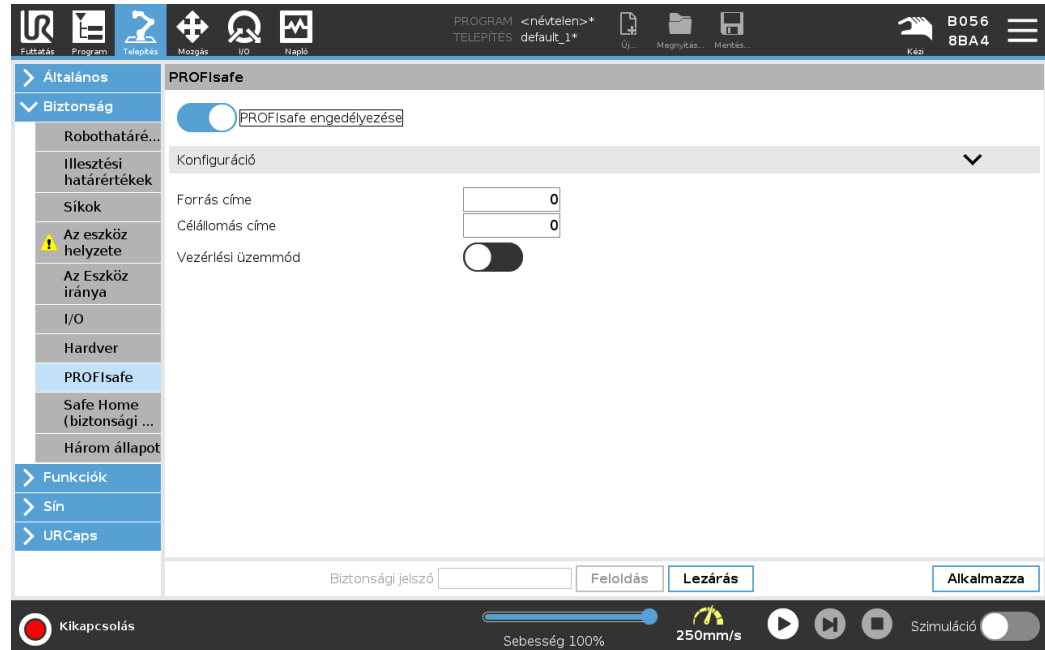 Futtatás Program Telepítés Mozgás I/O Napló
PROGRAM <névtelen>*
TELEPÍTÉS default_1*
Új... Megnyitás... Mentés...
Kézi
B056
8BA4
Általános
Biztonság
Robothatáré...
Illesztési
határértékek
Síkok
Az eszköz
helyzete
Az Eszköz
iránya
I/O
Hardver
PROFIsafe
Safe Home
(biztonsági ...
Három állapot
Funkciók
Sín
URCaps
PROFIsafe
PROFIsafe engedélyezése
Konfiguráció
Forrás címe 0
Célállomás címe 0
Vezérlési üzemmód
Biztonsági jelszó Feloldás Lezárás Alkalmazza
Kikapcsolás
Sebesség 100%
250mm/s
Szimuláció